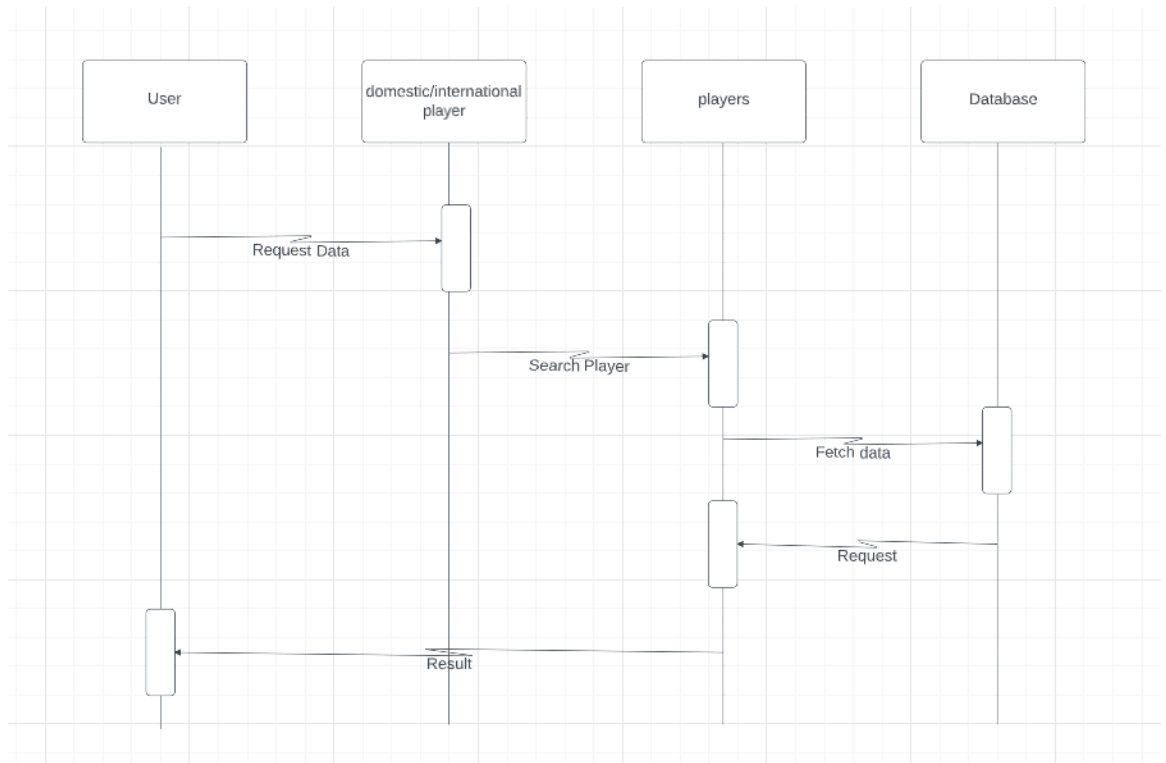 User
domestic/international
player
players
Database
Request Data
Search Player
Fetch data
Request
Result